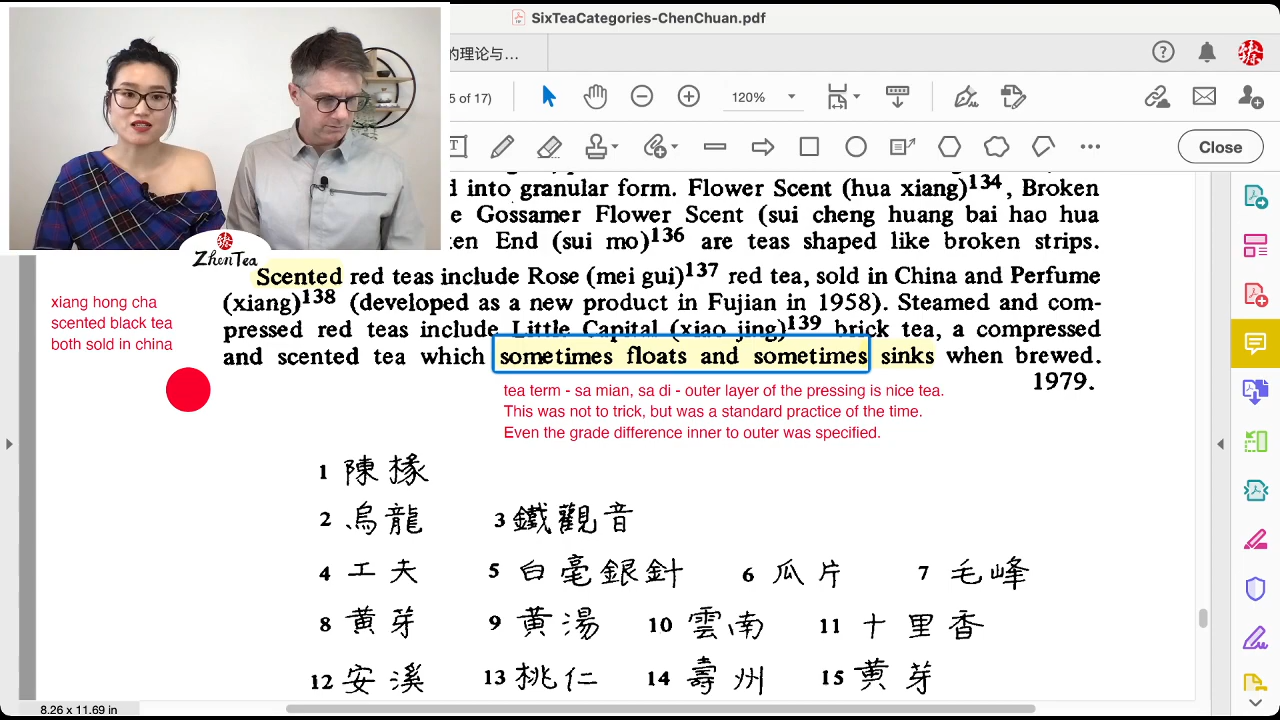 SixTeaCategories-ChenChuan.pdf
的理论与...
5 of 17)
120%
Close
ZhenTea
d into granular form. Flower Scent (hua xiang)134, Broken
e Gossamer Flower Scent (sui cheng huang bai hao hua
ken End (sui mo)136 are teas shaped like broken strips.
Scented red teas include Rose (mei gui)137 red tea, sold in China and Perfume
(xiang)138 (developed as a new product in Fujian in 1958). Steamed and com-
pressed red teas include Little Capital (xiao jing)139 brick tea, a compressed
and scented tea which sometimes floats and sometimes sinks when brewed.
1979.
xiang hong cha
scented black tea
both sold in china
tea term - sa mian, sa di - outer layer of the pressing is nice tea.
This was not to trick, but was a standard practice of the time.
Even the grade difference inner to outer was specified.
1 陳椽
2 烏龍 3 鐵觀音
4 工夫 5 白毫銀針 6 瓜片 7 毛峰
8 黄芽 9 黄湯 10 雲南 11 十里香
12 安溪 13 桃仁 14 壽州 15 黄芽
8.26 x 11.69 in